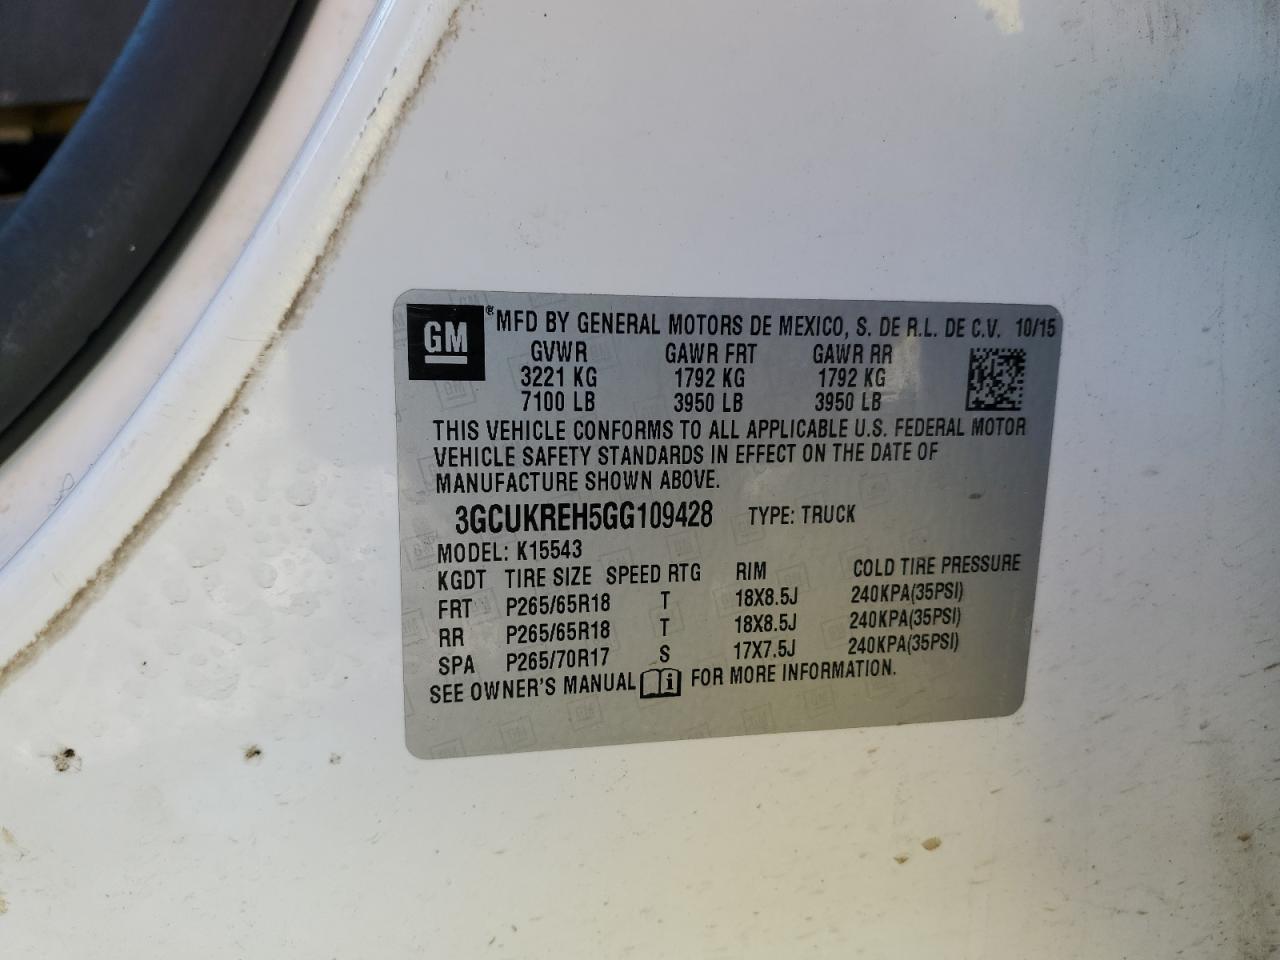 GM ® MFD BY GENERAL MOTORS DE MEXICO, S. DE R.L. DE C.V. 10/15
GVWR GAWR FRT GAWR RR
3221 KG 1792 KG 1792 KG
7100 LB 3950 LB 3950 LB
THIS VEHICLE CONFORMS TO ALL APPLICABLE U.S. FEDERAL MOTOR
VEHICLE SAFETY STANDARDS IN EFFECT ON THE DATE OF
MANUFACTURE SHOWN ABOVE.
3GCUKREH5GG109428 TYPE: TRUCK
MODEL: K15543
KGDT TIRE SIZE SPEED RTG RIM COLD TIRE PRESSURE
FRT P265/65R18 T 18X8.5J 240KPA(35PSI)
RR P265/65R18 T 18X8.5J 240KPA(35PSI)
SPA P265/70R17 S 17X7.5J 240KPA(35PSI)
SEE OWNER'S MANUAL i FOR MORE INFORMATION.